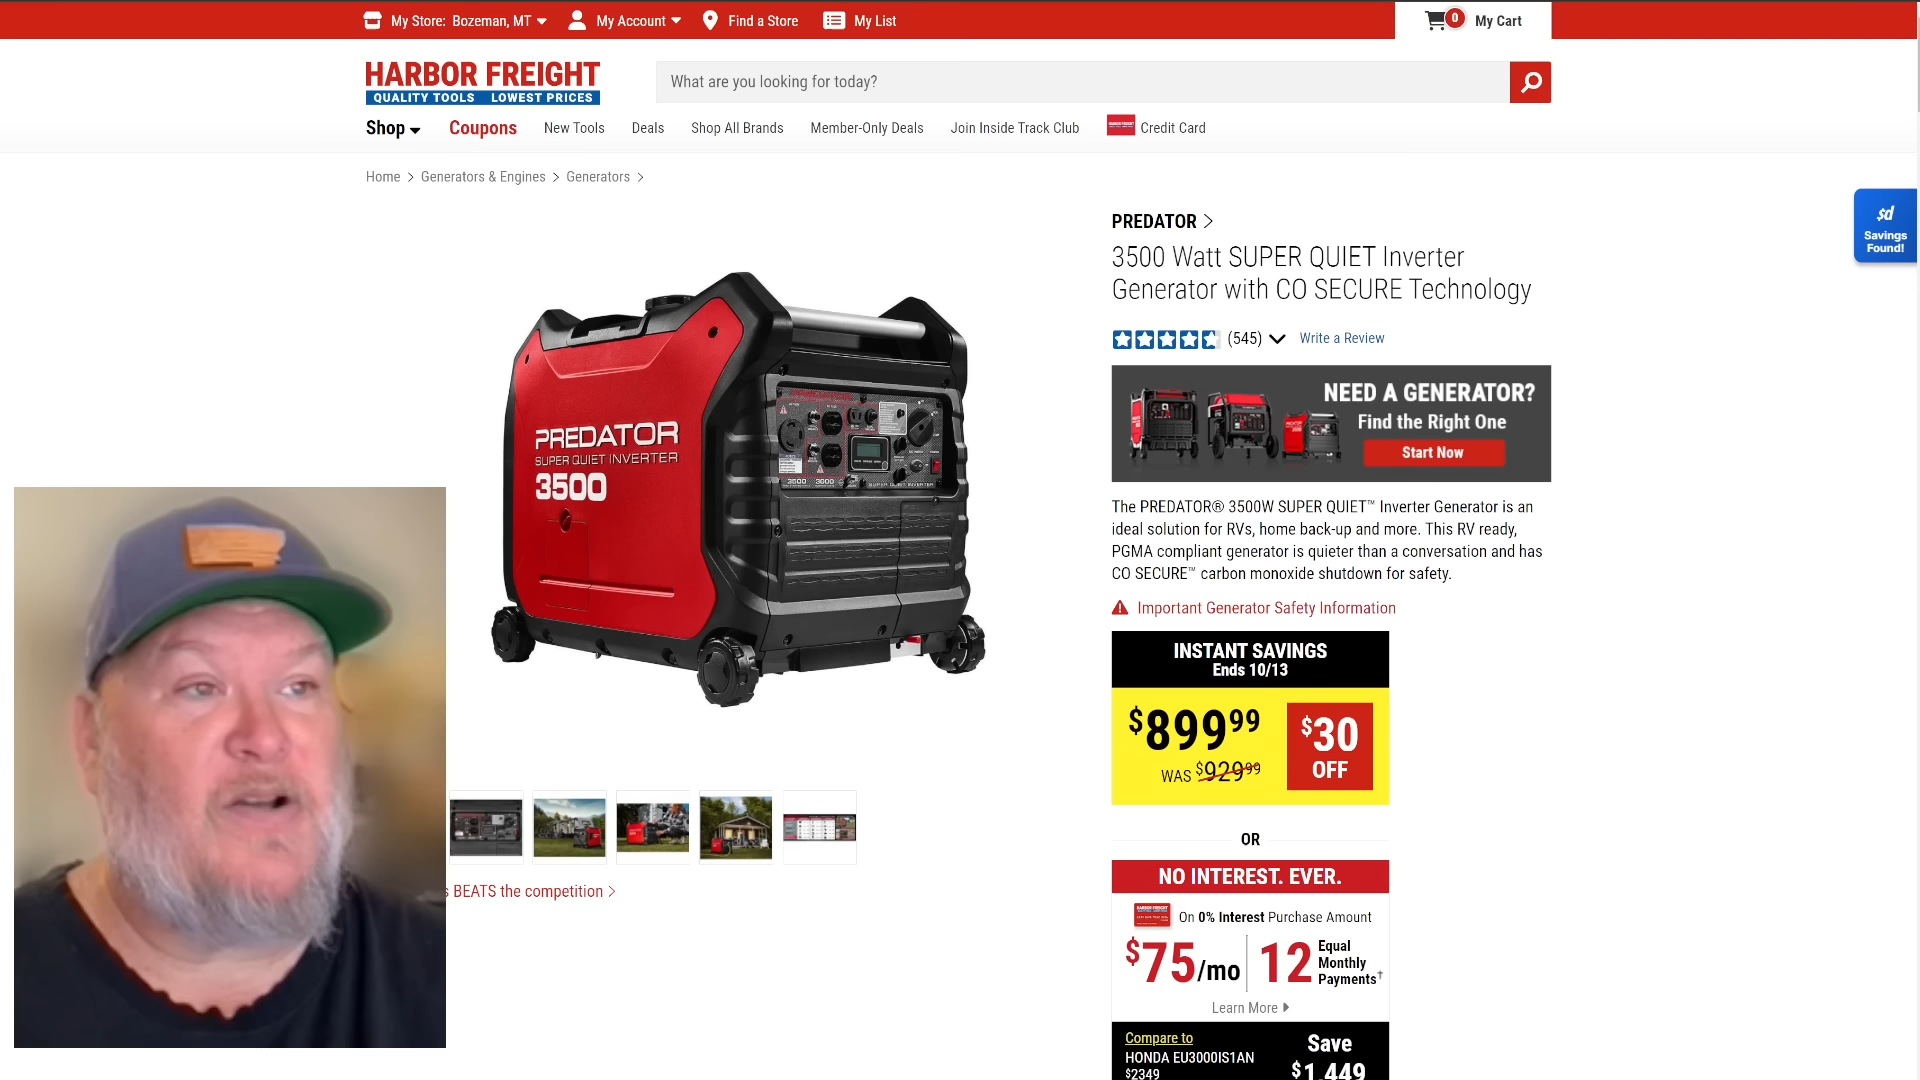 My Store: Bozeman, MT
My Account
Find a Store
My List
0
My Cart
HARBOR FREIGHT
QUALITY TOOLS LOWEST PRICES
What are you looking for today?
Shop
Coupons
New Tools
Deals
Shop All Brands
Member-Only Deals
Join Inside Track Club
Credit Card
Home > Generators & Engines > Generators >
$d
Savings
Found!
PREDATOR >
3500 Watt SUPER QUIET Inverter
Generator with CO SECURE Technology
(545)
Write a Review
NEED A GENERATOR?
Find the Right One
Start Now
PREDATOR
SUPER QUIET INVERTER
3500
The PREDATOR® 3500W SUPER QUIET™ Inverter Generator is an
ideal solution for RVs, home back-up and more. This RV ready,
PGMA compliant generator is quieter than a conversation and has
CO SECURE™ carbon monoxide shutdown for safety.
Important Generator Safety Information
INSTANT SAVINGS
Ends 10/13
$899 99
WAS $929 99
$30
OFF
OR
NO INTEREST. EVER.
On 0% Interest Purchase Amount
$75/mo
12
Equal
Monthly
Payments†
Learn More
s BEATS the competition >
Compare to
HONDA EU3000IS1AN
$2349
Save
$1,449